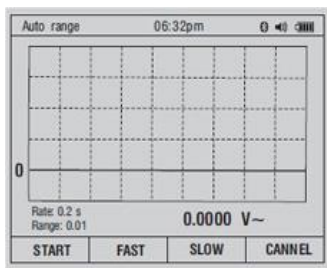 Auto range 06:32pm
0
Rate: 0.2 s
Range: 0.01
0.0000 V~
START FAST SLOW CANNEL